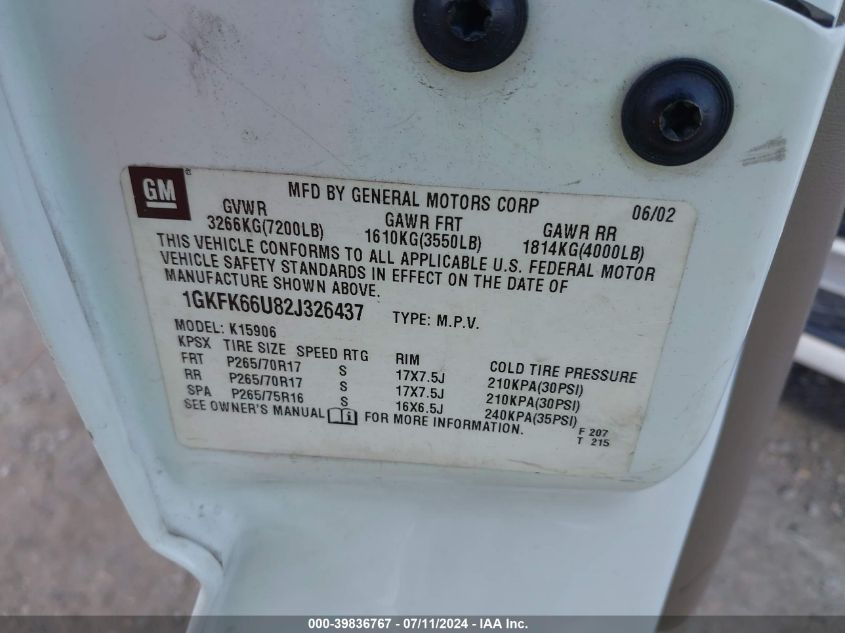 GM ®
MFD BY GENERAL MOTORS CORP 06/02
GVWR GAWR FRT GAWR RR
3266KG(7200LB) 1610KG(3550LB) 1814KG(4000LB)
THIS VEHICLE CONFORMS TO ALL APPLICABLE U.S. FEDERAL MOTOR
VEHICLE SAFETY STANDARDS IN EFFECT ON THE DATE OF
MANUFACTURE SHOWN ABOVE.
1GKFK66U82J326437 TYPE: M.P.V.
MODEL: K15906
KPSX TIRE SIZE SPEED RTG RIM COLD TIRE PRESSURE
FRT P265/70R17 S 17X7.5J 210KPA(30PSI)
RR P265/70R17 S 17X7.5J 210KPA(30PSI)
SPA P265/75R16 S 16X6.5J 240KPA(35PSI)
SEE OWNER'S MANUAL FOR MORE INFORMATION.
F 207
T 215
000-39836767 / 07/11/2024 - IAA Inc.